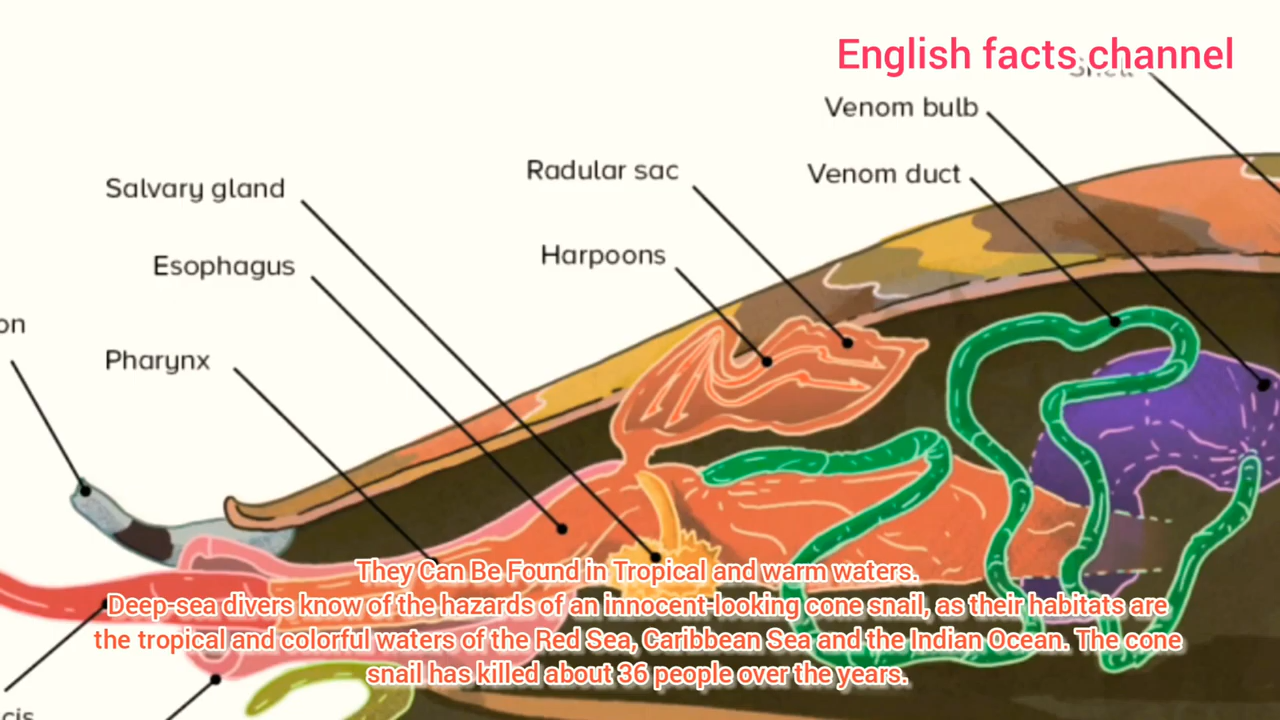 English facts channel
Venom bulb
Radular sac
Venom duct
Salvary gland
Harpoons
Esophagus
on
Pharynx
They Can Be Found in Tropical and warm waters.
Deep-sea divers know of the hazards of an innocent-looking cone snail, as their habitats are
the tropical and colorful waters of the Red Sea, Caribbean Sea and the Indian Ocean. The cone
snail has killed about 36 people over the years.
cis